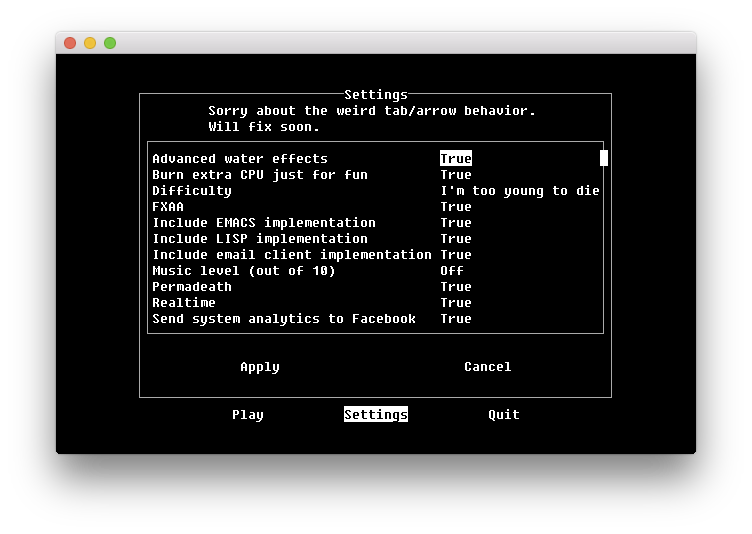 Settings
Sorry about the weird tab/arrow behavior.
Will fix soon.
Advanced water effects True
Burn extra CPU just for fun True
Difficulty I'm too young to die
FXAA True
Include EMACS implementation True
Include LISP implementation True
Include email client implementation True
Music level (out of 10) Off
Permadeath True
Realtime True
Send system analytics to Facebook True
Apply Cancel
Play Settings Quit